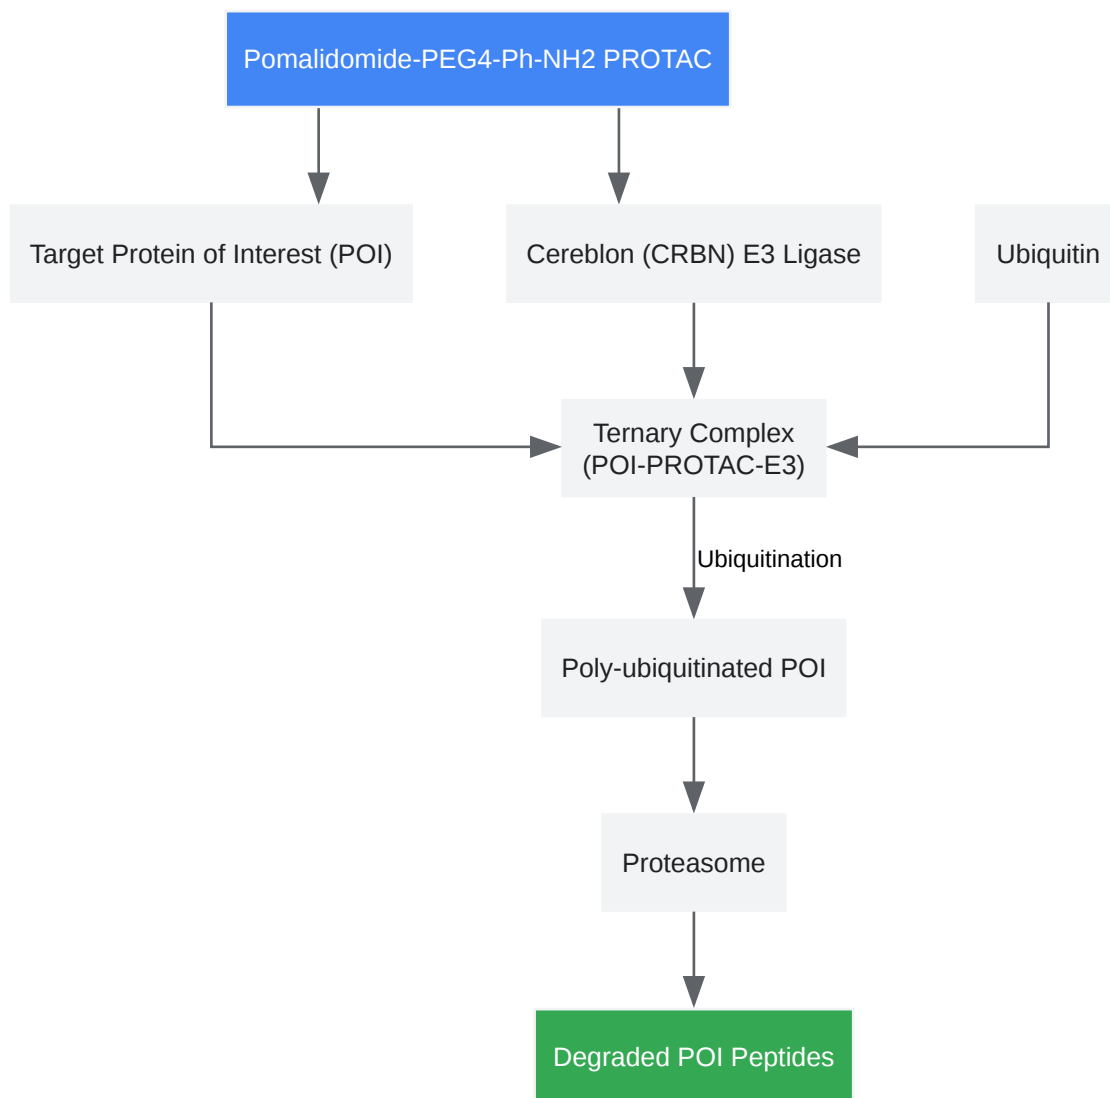 Pomalidomide-PEG4-Ph-NH2 PROTAC
Target Protein of Interest (POI)
Cereblon (CRBN) E3 Ligase
Ubiquitin
Ternary Complex
(POI-PROTAC-E3)
Ubiquitination
Poly-ubiquitinated POI
Proteasome
Degraded POI Peptides